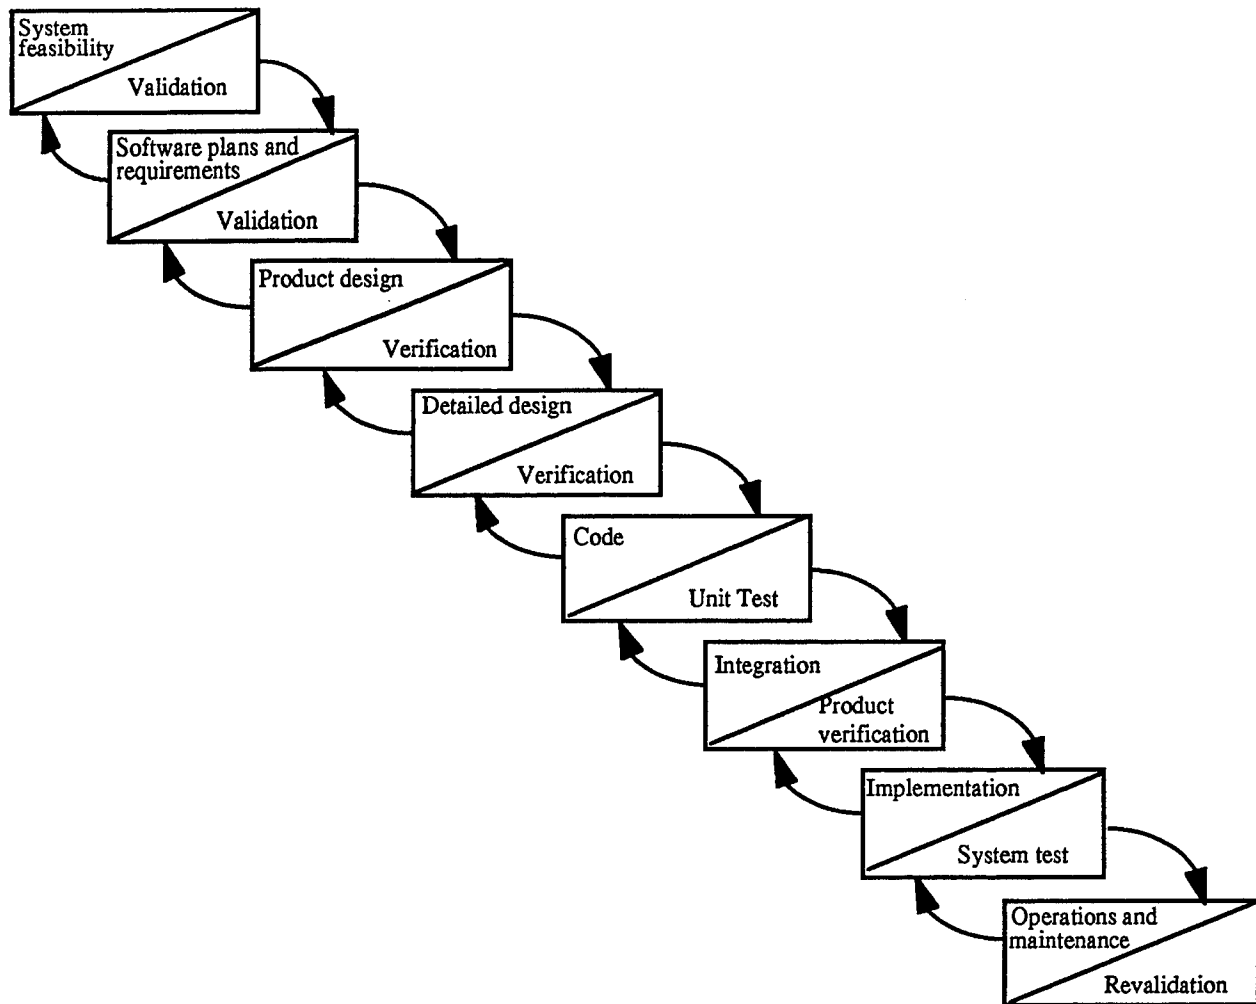 System
feasibility
Validation
Software plans and
requirements
Validation
Product design
Verification
Detailed design
Verification
Code
Unit Test
Integration
Product
verification
Implementation
System test
Operations and
maintenance
Revalidation